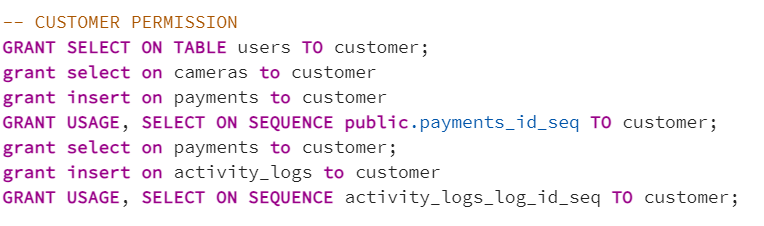 -- CUSTOMER PERMISSION
GRANT SELECT ON TABLE users TO customer;
grant select on cameras to customer
grant insert on payments to customer
GRANT USAGE, SELECT ON SEQUENCE public.payments_id_seq TO customer;
grant select on payments to customer;
grant insert on activity_logs to customer
GRANT USAGE, SELECT ON SEQUENCE activity_logs_log_id_seq TO customer;